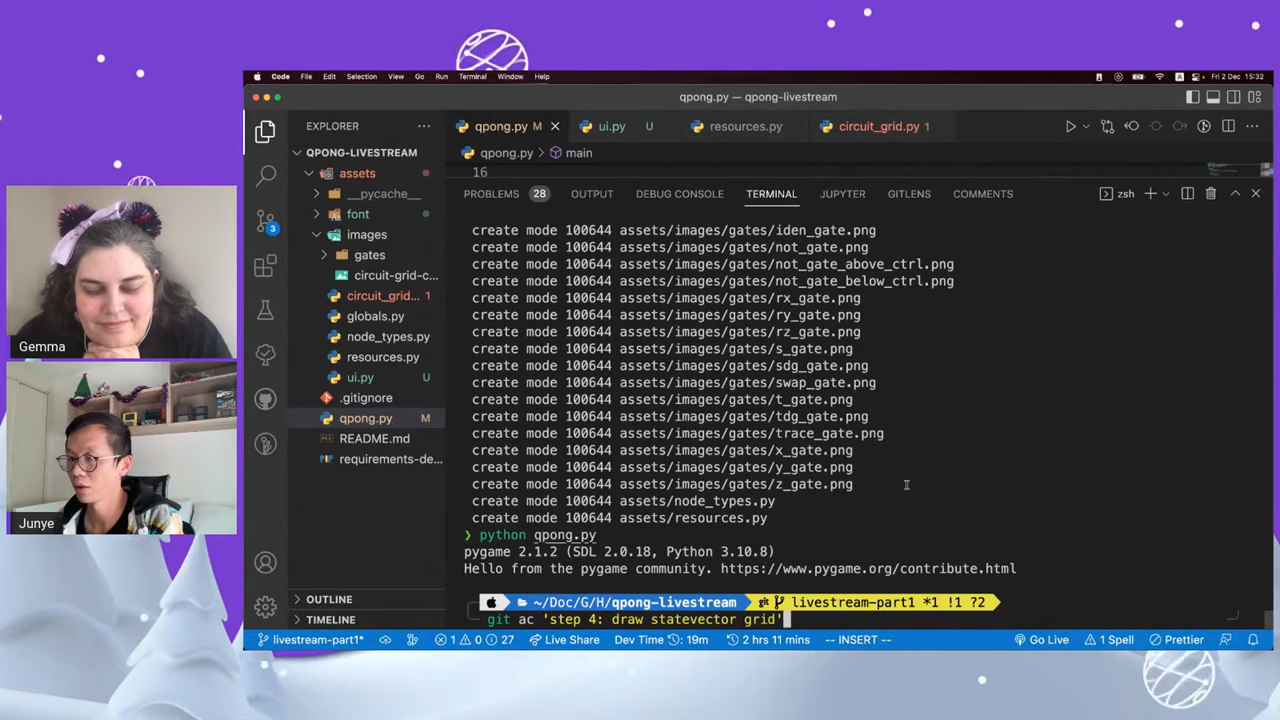 Code File Edit Selection View Go Run Terminal Window Help
A Fri 2 Dec 15:32
qpong.py — qpong-livestream
EXPLORER
qpong.py M
ui.py U
resources.py
circuit_grid.py 1
QPONG-LIVESTREAM
qpong.py > main
assets
16
__pycache__
PROBLEMS 28 OUTPUT DEBUG CONSOLE TERMINAL JUPYTER GITLENS COMMENTS
zsh
font
images
gates
circuit-grid-c...
circuit_grid... 1
globals.py
node_types.py
resources.py
ui.py U
.gitignore
qpong.py M
README.md
requirements-de...
OUTLINE
TIMELINE
3
create mode 100644 assets/images/gates/iden_gate.png
create mode 100644 assets/images/gates/not_gate.png
create mode 100644 assets/images/gates/not_gate_above_ctrl.png
create mode 100644 assets/images/gates/not_gate_below_ctrl.png
create mode 100644 assets/images/gates/rx_gate.png
create mode 100644 assets/images/gates/ry_gate.png
create mode 100644 assets/images/gates/rz_gate.png
create mode 100644 assets/images/gates/s_gate.png
create mode 100644 assets/images/gates/sdg_gate.png
create mode 100644 assets/images/gates/swap_gate.png
create mode 100644 assets/images/gates/t_gate.png
create mode 100644 assets/images/gates/tdg_gate.png
create mode 100644 assets/images/gates/trace_gate.png
create mode 100644 assets/images/gates/x_gate.png
create mode 100644 assets/images/gates/y_gate.png
create mode 100644 assets/images/gates/z_gate.png
create mode 100644 assets/node_types.py
create mode 100644 assets/resources.py
❯ python qpong.py
pygame 2.1.2 (SDL 2.0.18, Python 3.10.8)
Hello from the pygame community. https://www.pygame.org/contribute.html
~/Doc/G/H/qpong-livestream git livestream-part1 *1 !1 ?2
git ac 'step 4: draw statevector grid'
livestream-part1* 1 0 27 Live Share Dev Time: 19m 2 hrs 11 mins -- INSERT -- Go Live 1 Spell Prettier
Gemma
Junye